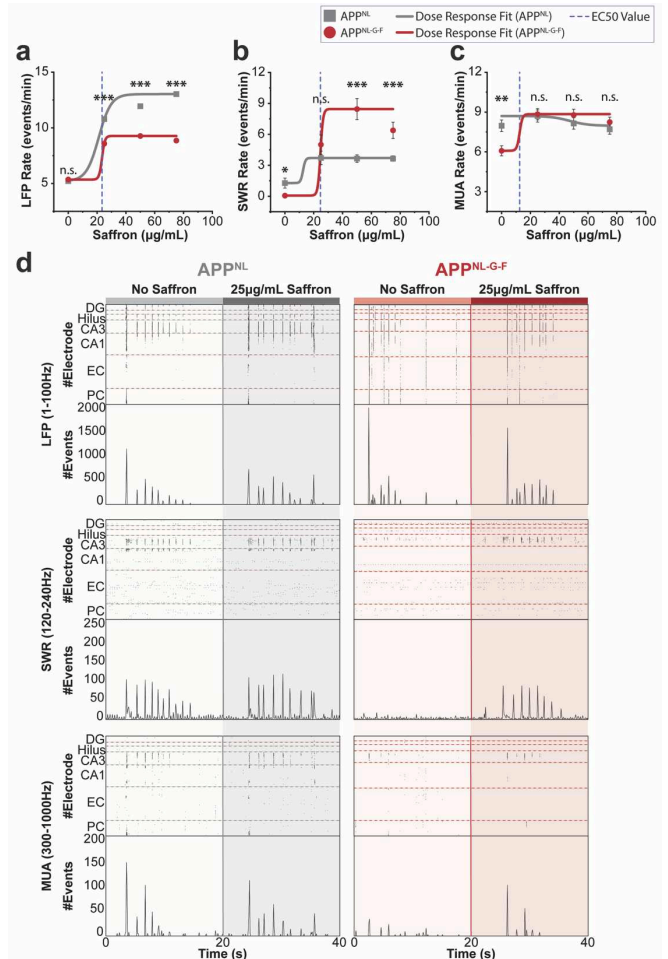 APP^NL Dose Response Fit (APP^NL) EC50 Value
APP^NL-G-F Dose Response Fit (APP^NL-G-F)
a
15
10
5
LFP Rate (events/min)
n.s. *** *** ***
0 20 40 60 80 100
Saffron (µg/mL)
b
12
9
6
3
0
SWR Rate (events/min)
* n.s. *** ***
0 20 40 60 80 100
Saffron (µg/mL)
c
12
9
6
3
MUA Rate (events/min)
** n.s. n.s. n.s.
0 20 40 60 80 100
Saffron (µg/mL)
d
APP^NL APP^NL-G-F
No Saffron 25µg/mL Saffron No Saffron 25µg/mL Saffron
LFP (1-100Hz)
#Electrode
DG
Hilus
CA3
CA1
EC
PC
#Events
2000
1500
1000
500
0
SWR (120-240Hz)
#Electrode
DG
Hilus
CA3
CA1
EC
PC
#Events
250
200
150
100
50
0
MUA (300-1000Hz)
#Electrode
DG
Hilus
CA3
CA1
EC
PC
#Events
200
150
100
50
0
0 20 40 0 20 40
Time (s) Time (s)